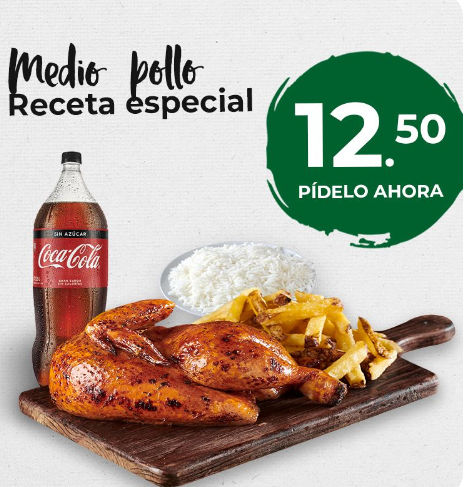 Medio pollo
Receta especial
12.50
PÍDELO AHORA
SIN AZÚCAR
Coca-Cola